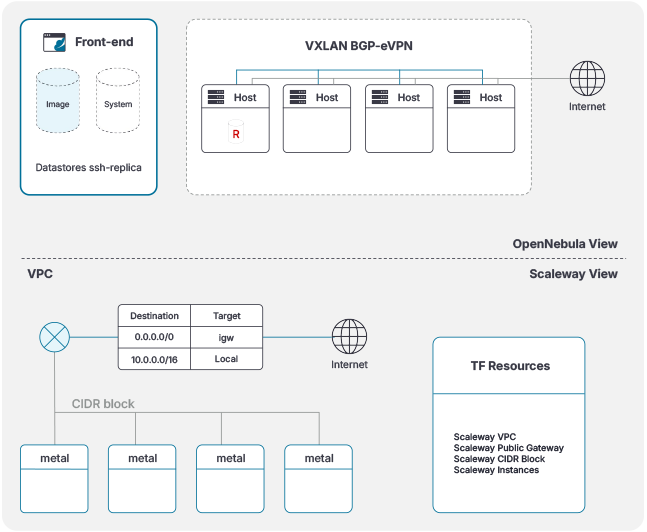 Front-end
Image
System
Datastores ssh-replica
VXLAN BGP-eVPN
Host
Host
Host
Host
R
Internet
OpenNebula View
VPC
Scaleway View
Destination
Target
0.0.0.0/0
igw
10.0.0.0/16
Local
Internet
CIDR block
metal
metal
metal
metal
TF Resources
Scaleway VPC
Scaleway Public Gateway
Scaleway CIDR Block
Scaleway Instances